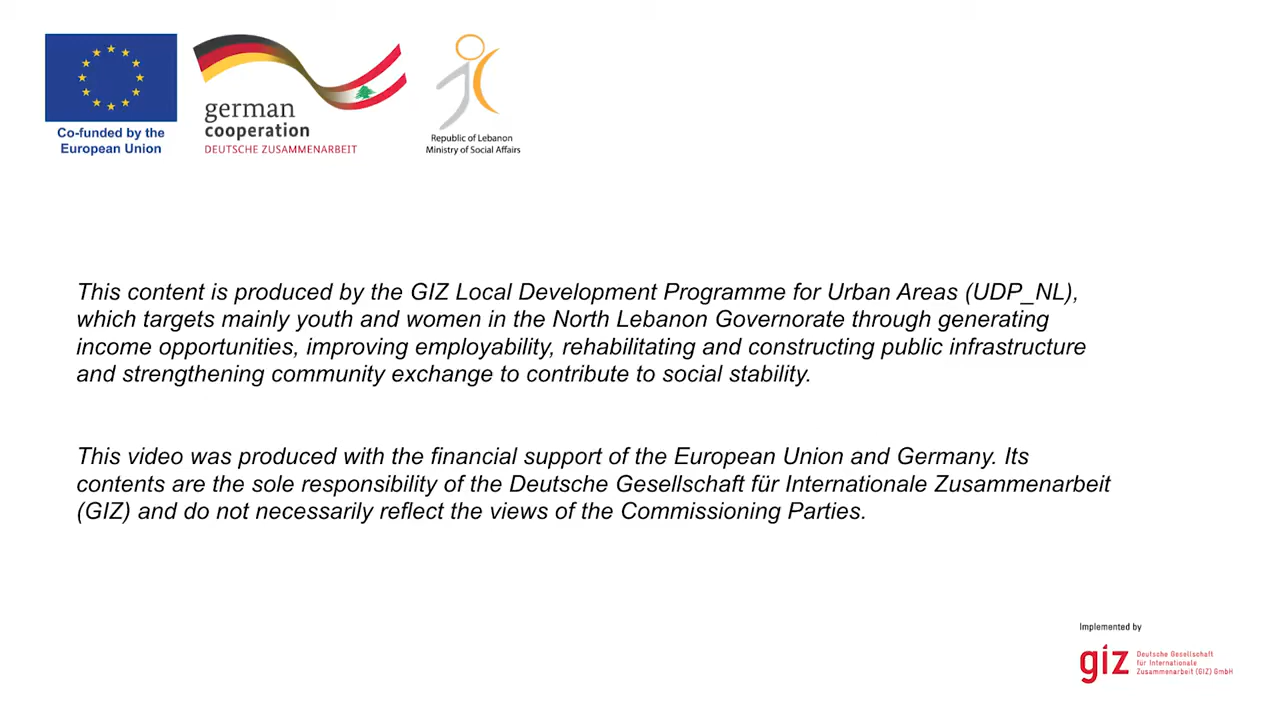 Co-funded by the
European Union
german
cooperation
DEUTSCHE ZUSAMMENARBEIT
Republic of Lebanon
Ministry of Social Affairs
This content is produced by the GIZ Local Development Programme for Urban Areas (UDP_NL),
which targets mainly youth and women in the North Lebanon Governorate through generating
income opportunities, improving employability, rehabilitating and constructing public infrastructure
and strengthening community exchange to contribute to social stability.
This video was produced with the financial support of the European Union and Germany. Its
contents are the sole responsibility of the Deutsche Gesellschaft für Internationale Zusammenarbeit
(GIZ) and do not necessarily reflect the views of the Commissioning Parties.
Implemented by
giz
Deutsche Gesellschaft
für Internationale
Zusammenarbeit (GIZ) GmbH